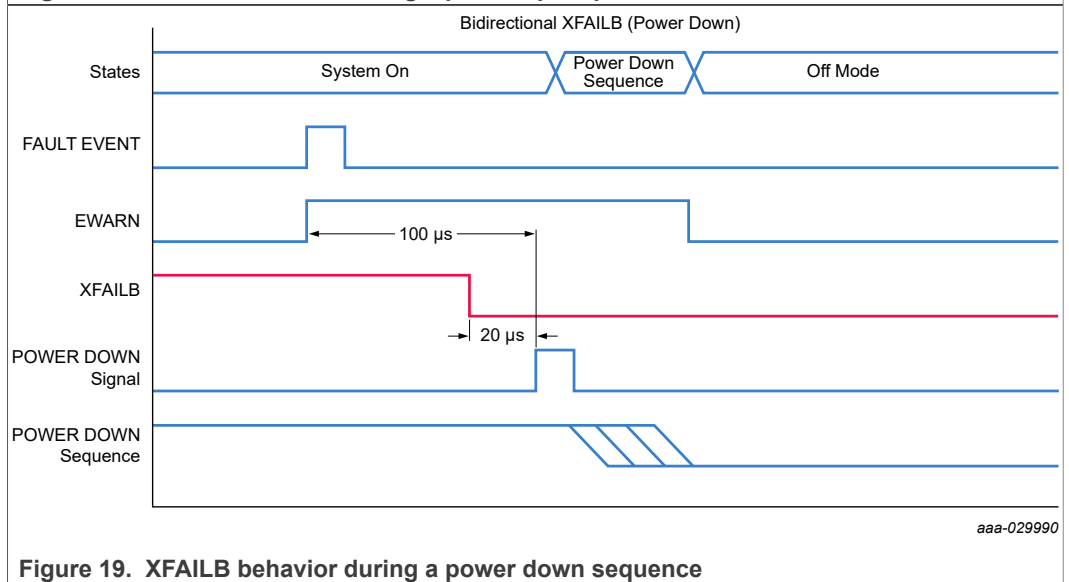 Bidirectional XFAILB (Power Down)
States
System On
Power Down
Sequence
Off Mode
FAULT EVENT
EWARN
100 µs
XFAILB
20 µs
POWER DOWN
Signal
POWER DOWN
Sequence
aaa-029990
Figure 19. XFAILB behavior during a power down sequence